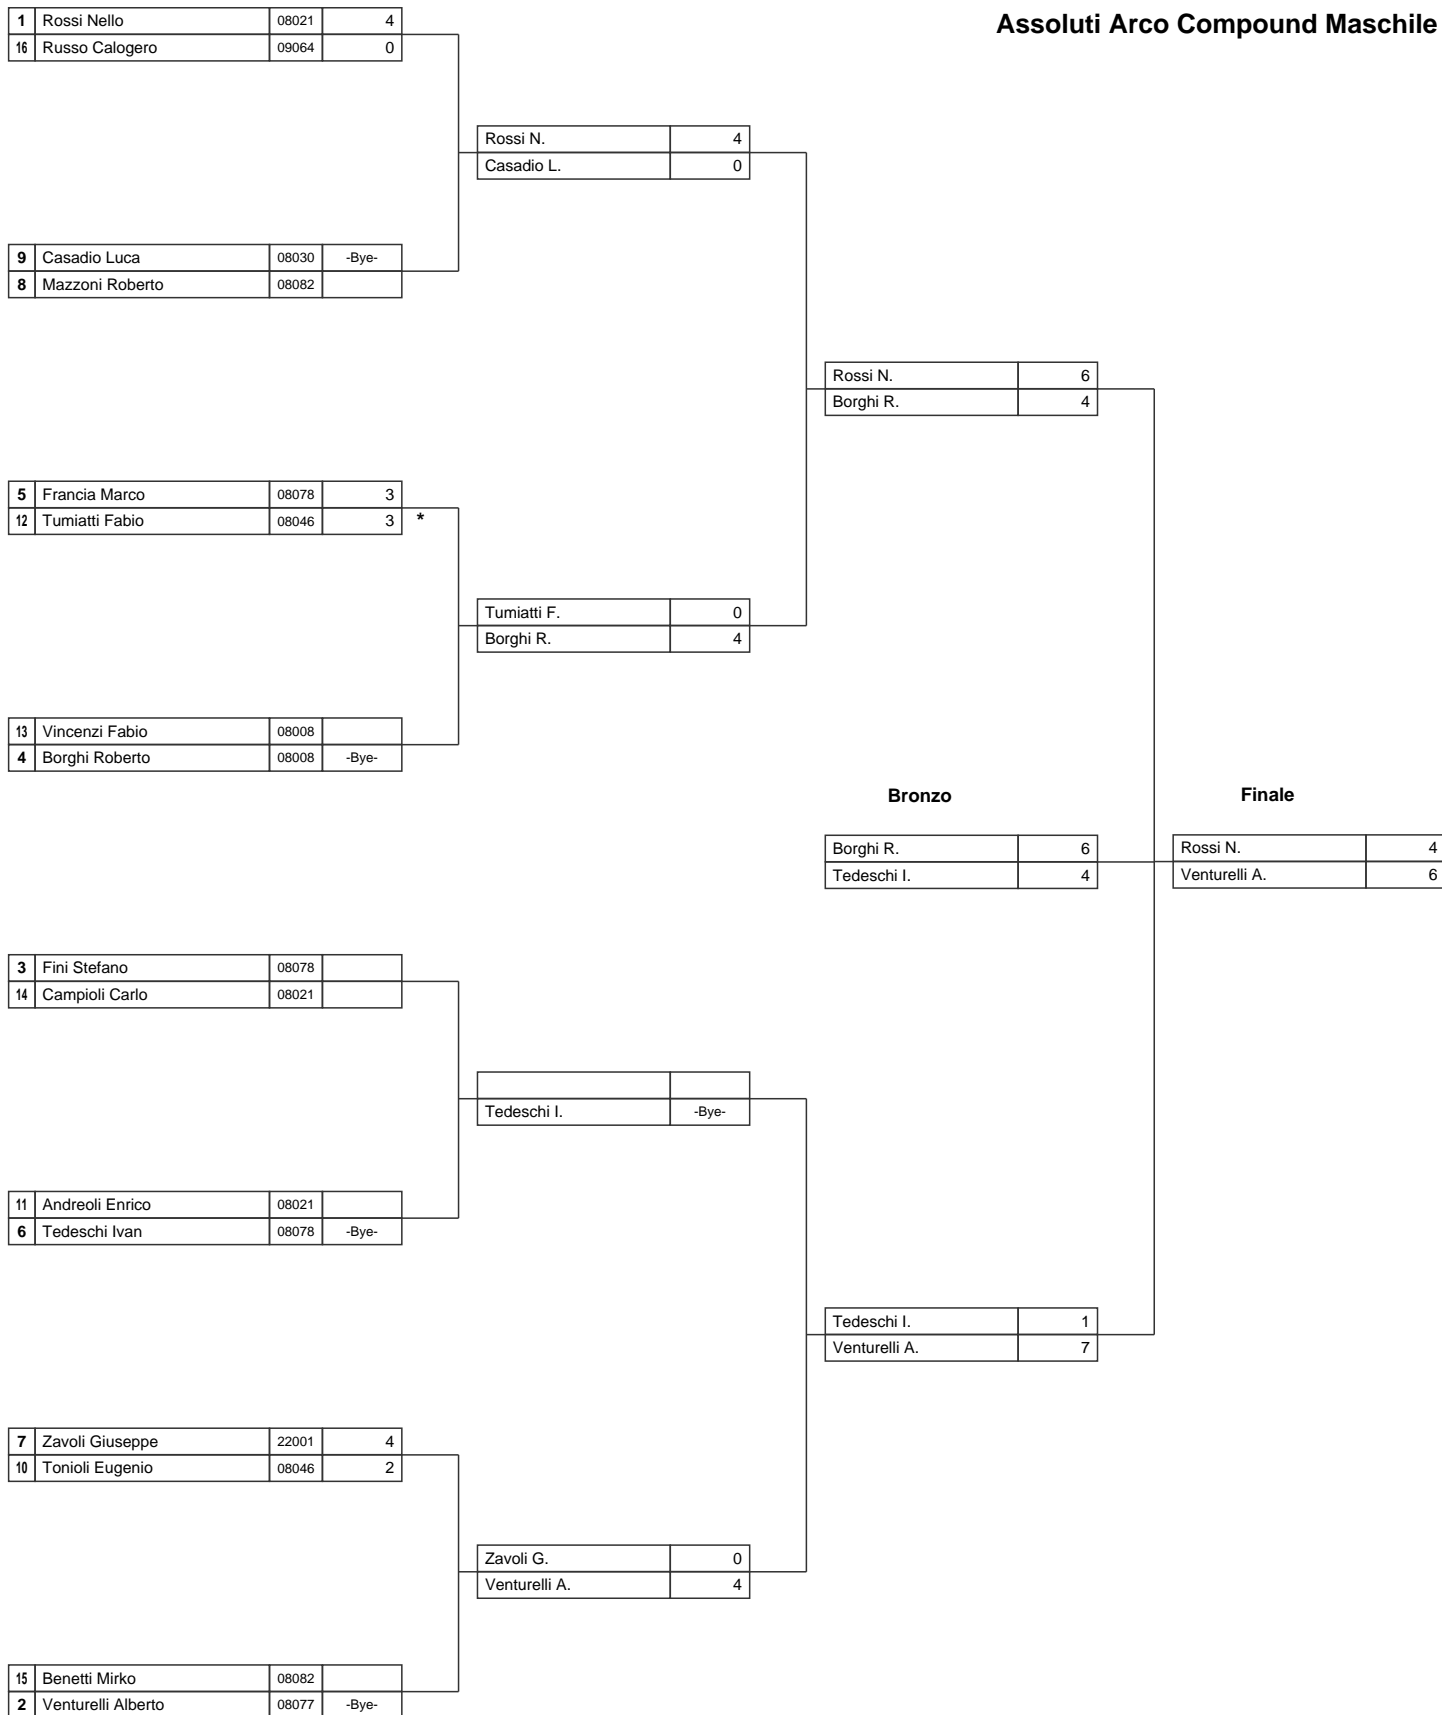 Assoluti Arco Compound Maschile
1 Rossi Nello 08021 4
16 Russo Calogero 09064 0
Rossi N. 4
Casadio L. 0
9 Casadio Luca 08030 -Bye-
8 Mazzoni Roberto 08082
Rossi N. 6
Borghi R. 4
5 Francia Marco 08078 3
12 Tumiatti Fabio 08046 3 *
Tumiatti F. 0
Borghi R. 4
13 Vincenzi Fabio 08008
4 Borghi Roberto 08008 -Bye-
Bronzo Finale
Borghi R. 6 Rossi N. 4
Tedeschi I. 4 Venturelli A. 6
3 Fini Stefano 08078
14 Campioli Carlo 08021
Tedeschi I. -Bye-
11 Andreoli Enrico 08021
6 Tedeschi Ivan 08078 -Bye-
Tedeschi I. 1
Venturelli A. 7
7 Zavoli Giuseppe 22001 4
10 Tonioli Eugenio 08046 2
Zavoli G. 0
Venturelli A. 4
15 Benetti Mirko 08082
2 Venturelli Alberto 08077 -Bye-